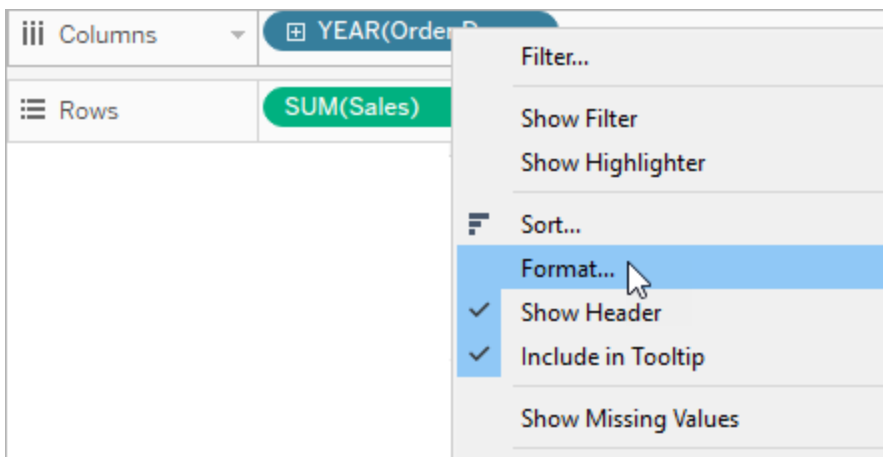 Columns
YEAR(Order
Rows
SUM(Sales)
Filter...
Show Filter
Show Highlighter
Sort...
Format...
Show Header
Include in Tooltip
Show Missing Values